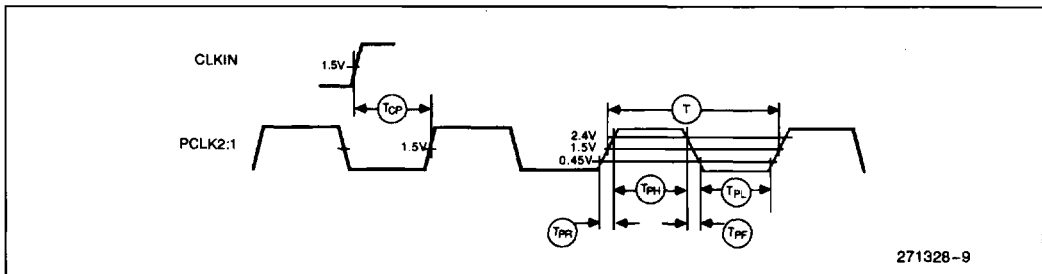 CLKIN
1.5V
TCP
T
PCLK2:1
1.5V
2.4V
1.5V
0.45V
TPH
TPL
TPR
TPF
271328-9